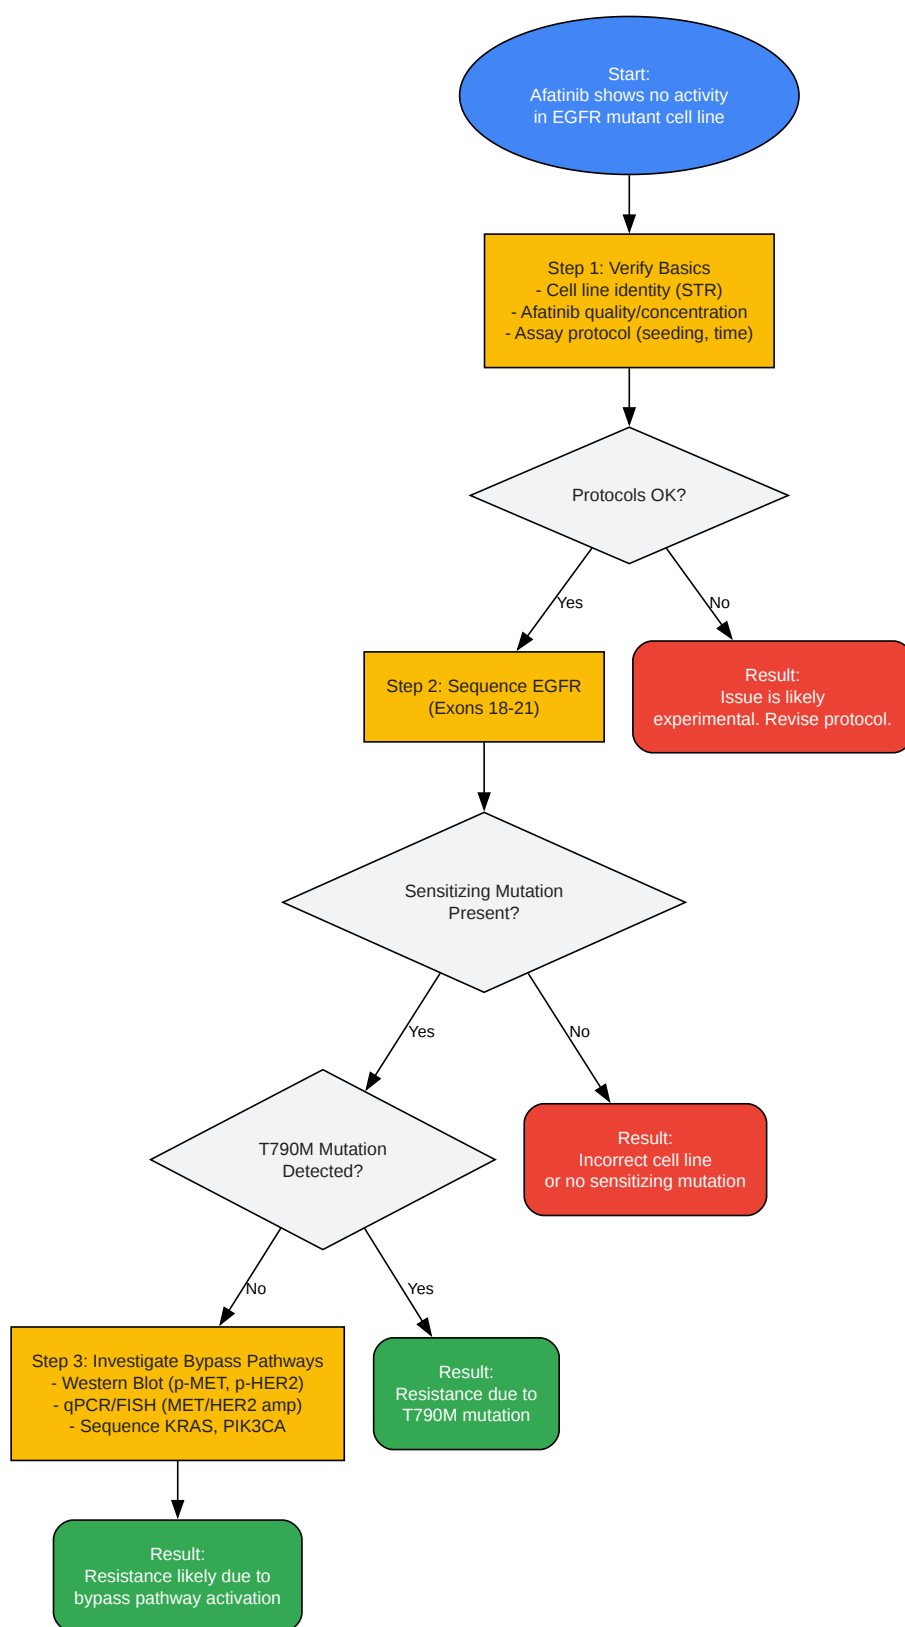 Start:
Afatinib shows no activity
in EGFR mutant cell line
Step 1: Verify Basics
- Cell line identity (STR)
- Afatinib quality/concentration
- Assay protocol (seeding, time)
Protocols OK?
Yes
No
Step 2: Sequence EGFR
(Exons 18-21)
Result:
Issue is likely
experimental. Revise protocol.
Sensitizing Mutation
Present?
Yes
No
T790M Mutation
Detected?
Result:
Incorrect cell line
or no sensitizing mutation
No
Yes
Step 3: Investigate Bypass Pathways
- Western Blot (p-MET, p-HER2)
- qPCR/FISH (MET/HER2 amp)
- Sequence KRAS, PIK3CA
Result:
Resistance due to
T790M mutation
Result:
Resistance likely due to
bypass pathway activation